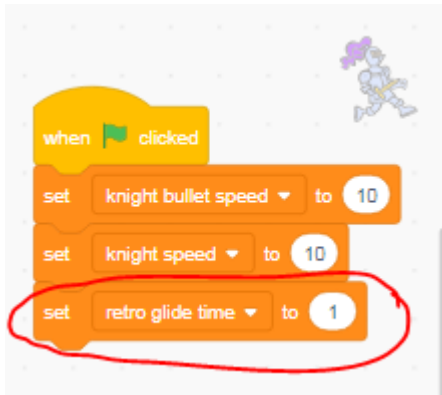 when clicked
set knight bullet speed to 10
set knight speed to 10
set retro glide time to 1